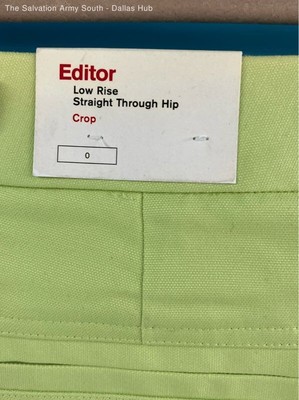 The Salvation Army South - Dallas Hub
Editor
Low Rise
Straight Through Hip
Crop
0